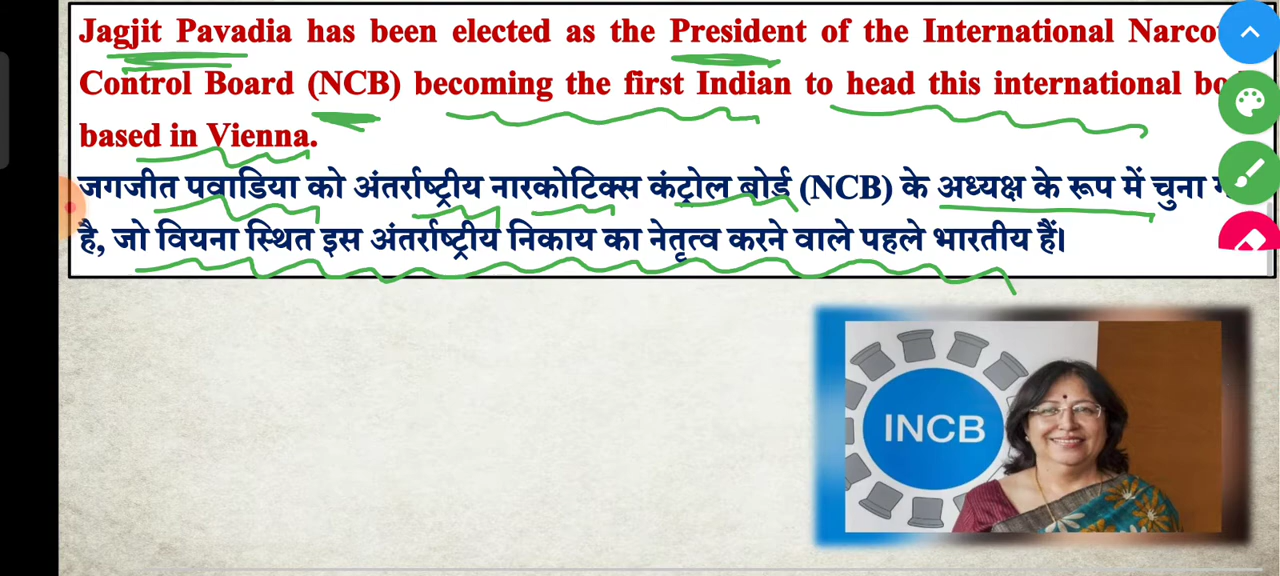 Jagjit Pavadia has been elected as the President of the International
Control Board (NCB) becoming the first Indian to head this international
based in Vienna.
जगजीत पवाडिया को अंतर्राष्ट्रीय नारकोटिक्स कंट्रोल बोर्ड (NCB) के अध्यक्ष के रूप में चुना
है, जो वियना स्थित इस अंतर्राष्ट्रीय निकाय का नेतृत्व करने वाले पहले भारतीय हैं।
INCB